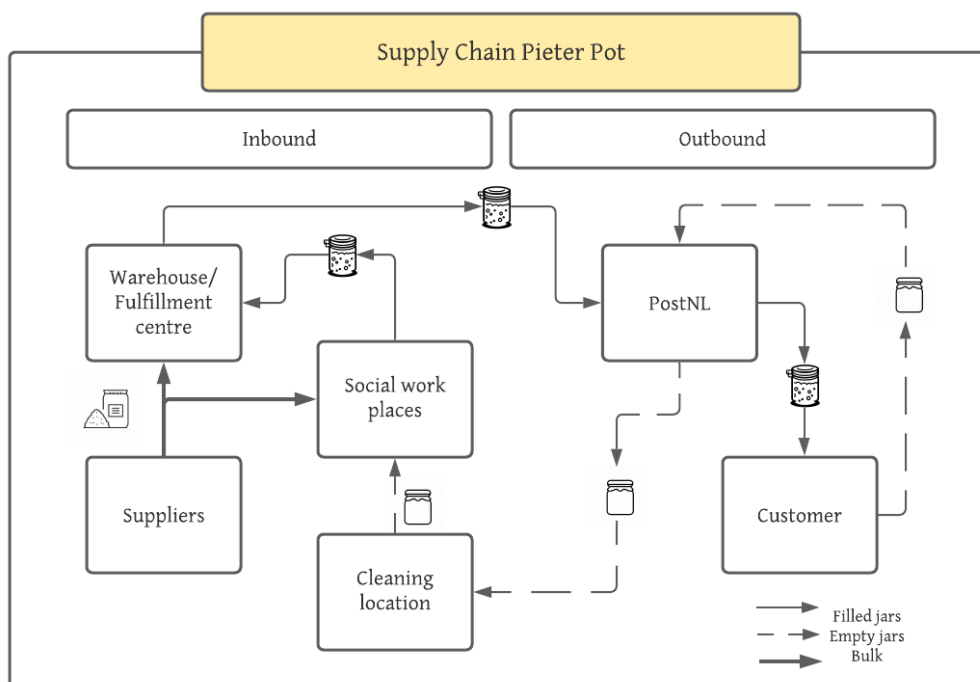 Supply Chain Pieter Pot
Inbound
Outbound
Warehouse/
Fulfillment
centre
PostNL
Social work
places
Suppliers
Customer
Cleaning
location
Filled jars
Empty jars
Bulk